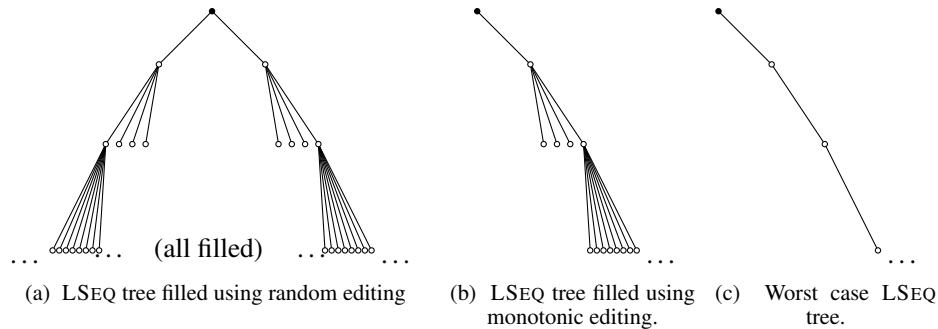 ... ... (all filled) ... ... ... ...
(a) LSEQ tree filled using random editing
(b) LSEQ tree filled using
monotonic editing.
(c) Worst case LSEQ
tree.